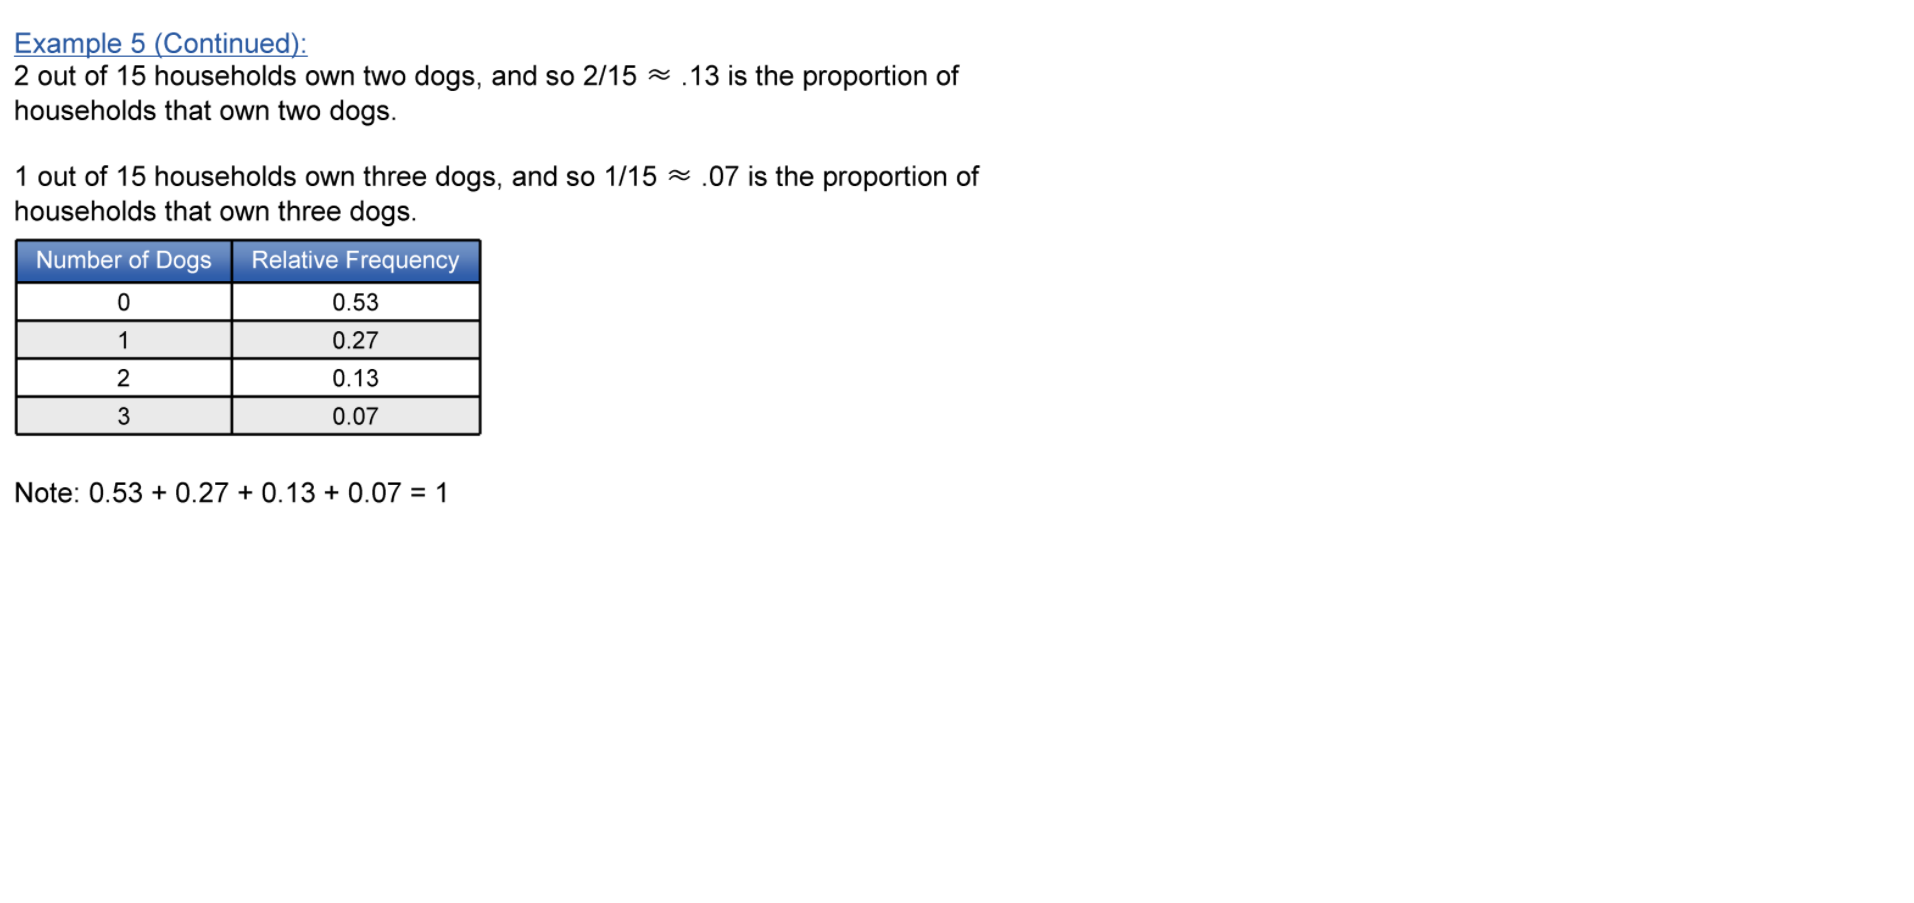 Example 5 (Continued):
2 out of 15 households own two dogs, and so 2/15 ≈ .13 is the proportion of
households that own two dogs.
1 out of 15 households own three dogs, and so 1/15 ≈ .07 is the proportion of
households that own three dogs.
Number of Dogs Relative Frequency
0 0.53
1 0.27
2 0.13
3 0.07
Note: 0.53 + 0.27 + 0.13 + 0.07 = 1